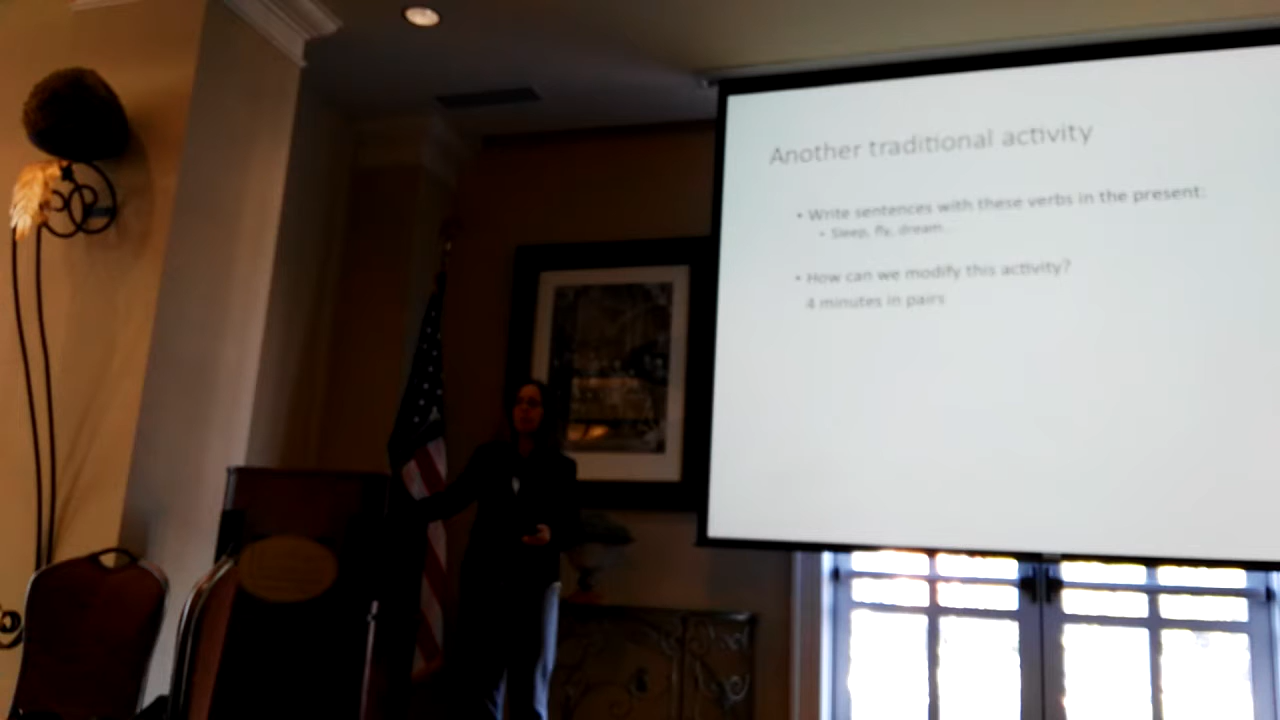 Another traditional activity
• Write sentences with these verbs in the present:
• Sleep, fly, dream...
• How can we modify this activity?
4 minutes in pairs